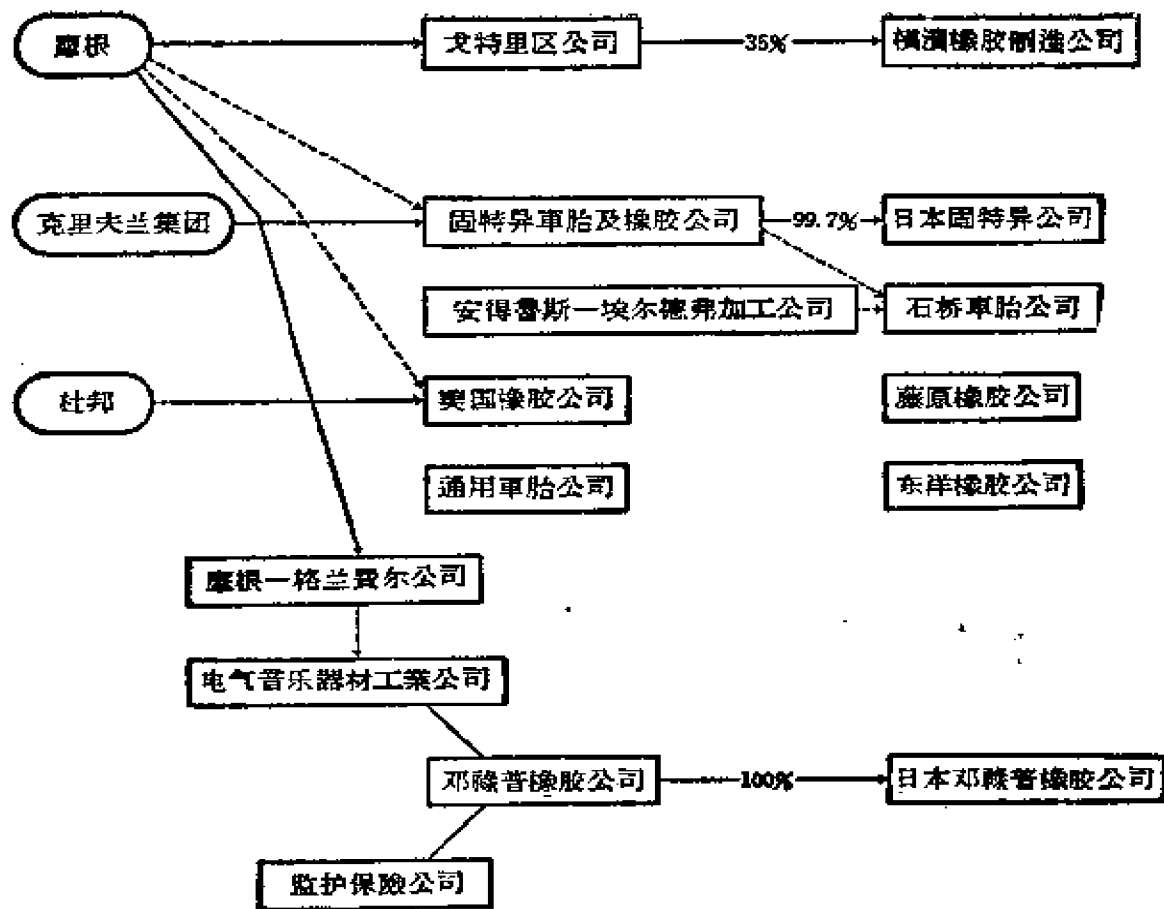 摩根
戈特里区公司
35%
横濱橡胶制造公司
克里夫兰集团
固特异車胎及橡胶公司
99.7%
日本固特异公司
安得魯斯一埃尔德弗加工公司
石桥車胎公司
杜邦
美国橡胶公司
藤原橡胶公司
通用車胎公司
东洋橡胶公司
摩根一格兰費尔公司
电气音乐器材工業公司
邓祿普橡胶公司
100%
日本邓祿普橡胶公司
监护保險公司